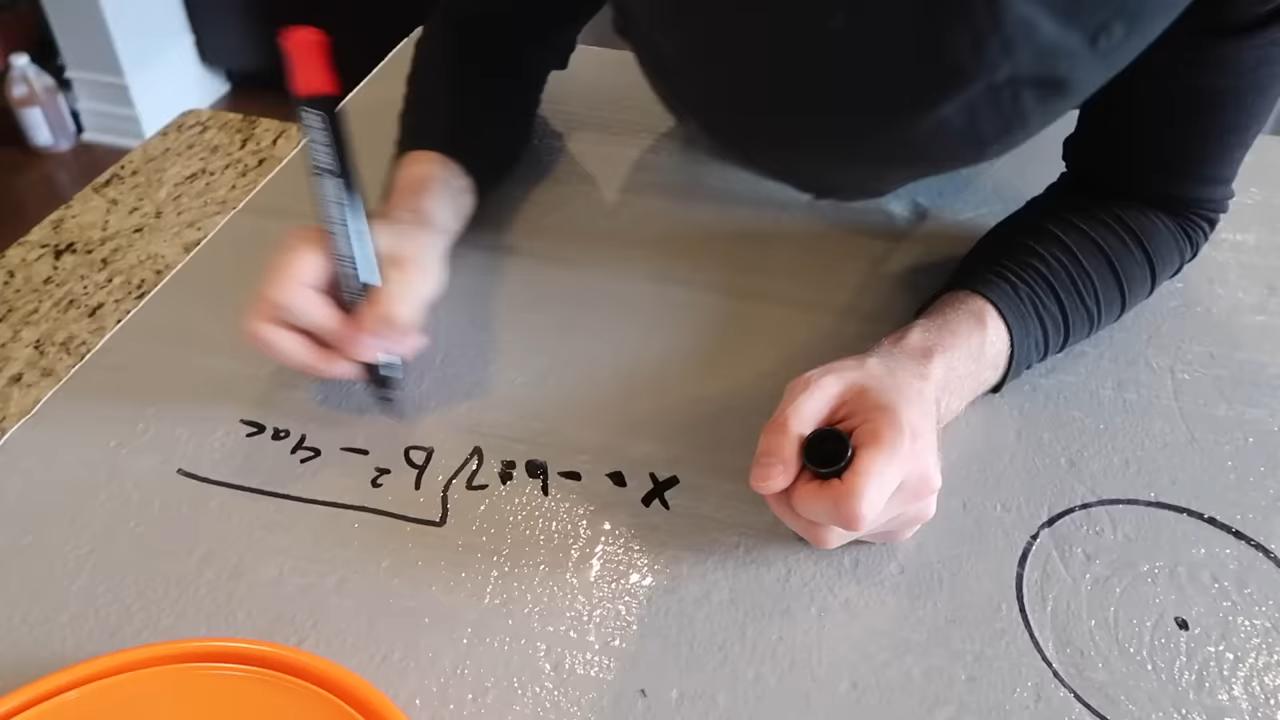 x = -b ± √b² - 4ac